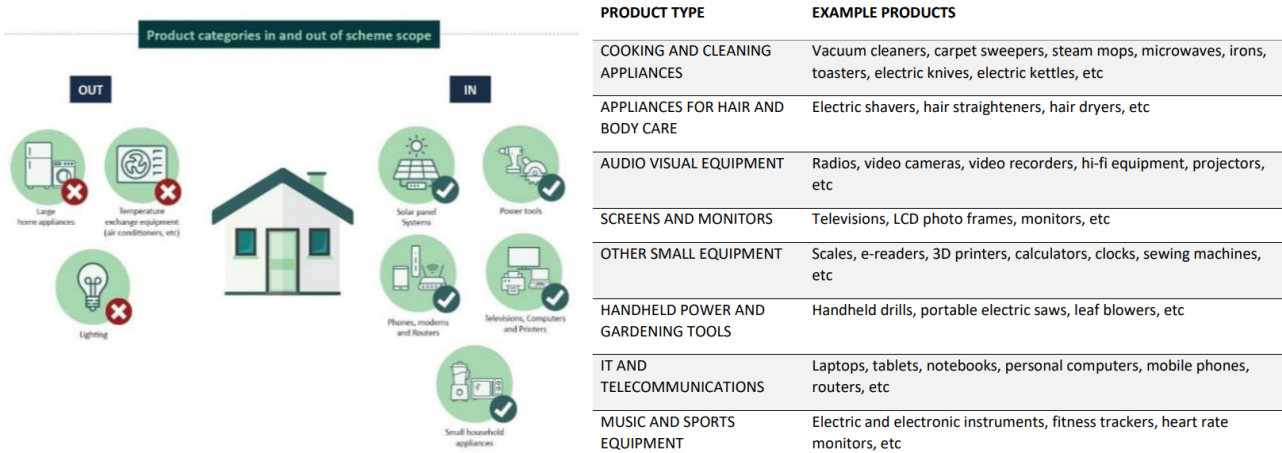 Product categories in and out of scheme scope
OUT
IN
Large
home appliances
Temperature
exchange equipment
(air conditioners, etc)
Lighting
Solar panel
Systems
Power tools
Phones, modems
and Routers
Televisions, Computers
and Printers
Small household
appliances
PRODUCT TYPE EXAMPLE PRODUCTS
COOKING AND CLEANING Vacuum cleaners, carpet sweepers, steam mops, microwaves, irons,
APPLIANCES toasters, electric knives, electric kettles, etc
APPLIANCES FOR HAIR AND Electric shavers, hair straighteners, hair dryers, etc
BODY CARE
AUDIO VISUAL EQUIPMENT Radios, video cameras, video recorders, hi-fi equipment, projectors,
etc
SCREENS AND MONITORS Televisions, LCD photo frames, monitors, etc
OTHER SMALL EQUIPMENT Scales, e-readers, 3D printers, calculators, clocks, sewing machines,
etc
HANDHELD POWER AND Handheld drills, portable electric saws, leaf blowers, etc
GARDENING TOOLS
IT AND Laptops, tablets, notebooks, personal computers, mobile phones,
TELECOMMUNICATIONS routers, etc
MUSIC AND SPORTS Electric and electronic instruments, fitness trackers, heart rate
EQUIPMENT monitors, etc